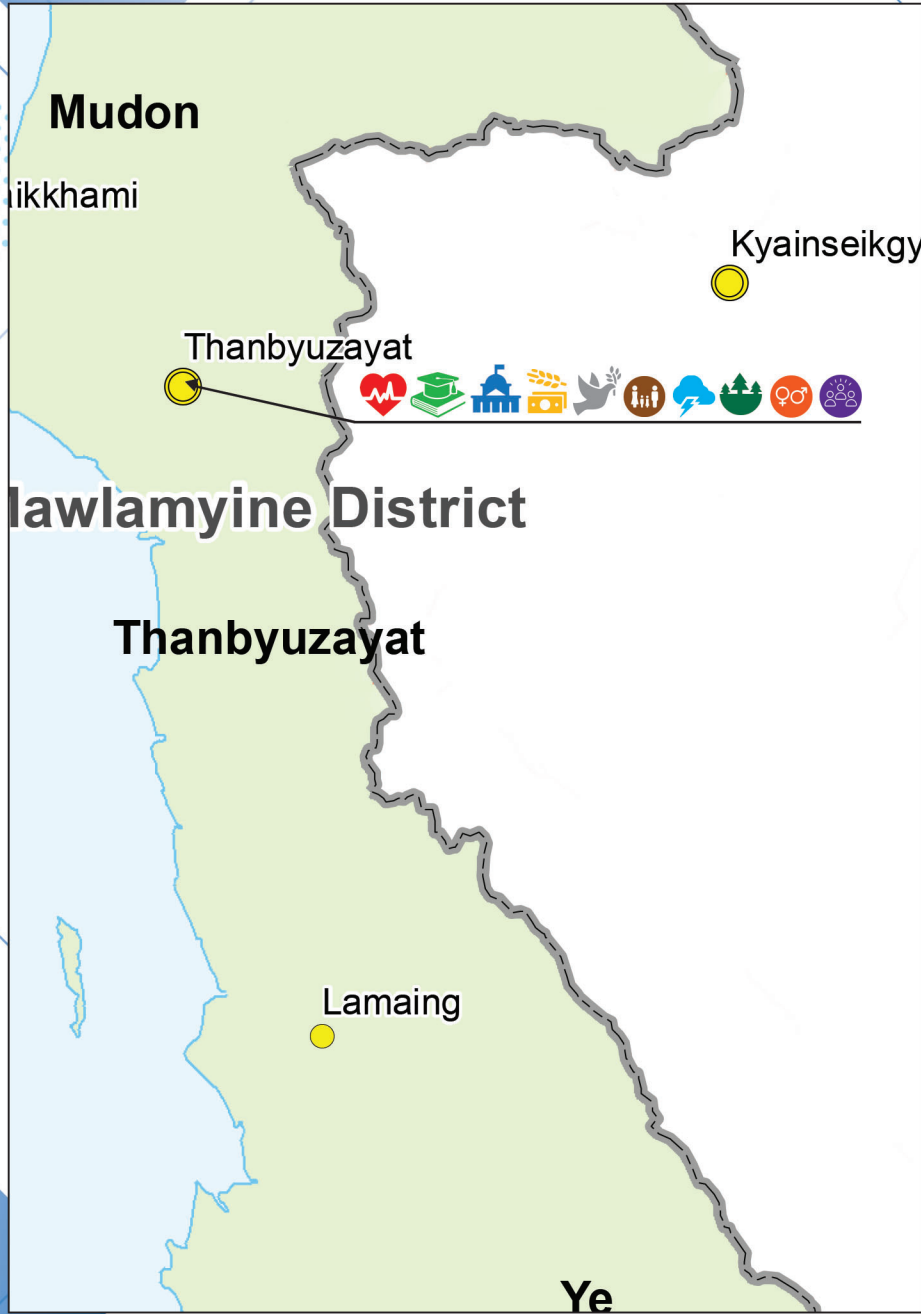 Mudon
ikkhami
Kyainseikgy
Thanbyuzayat
lawlamyine District
Thanbyuzayat
Lamaing
Ye